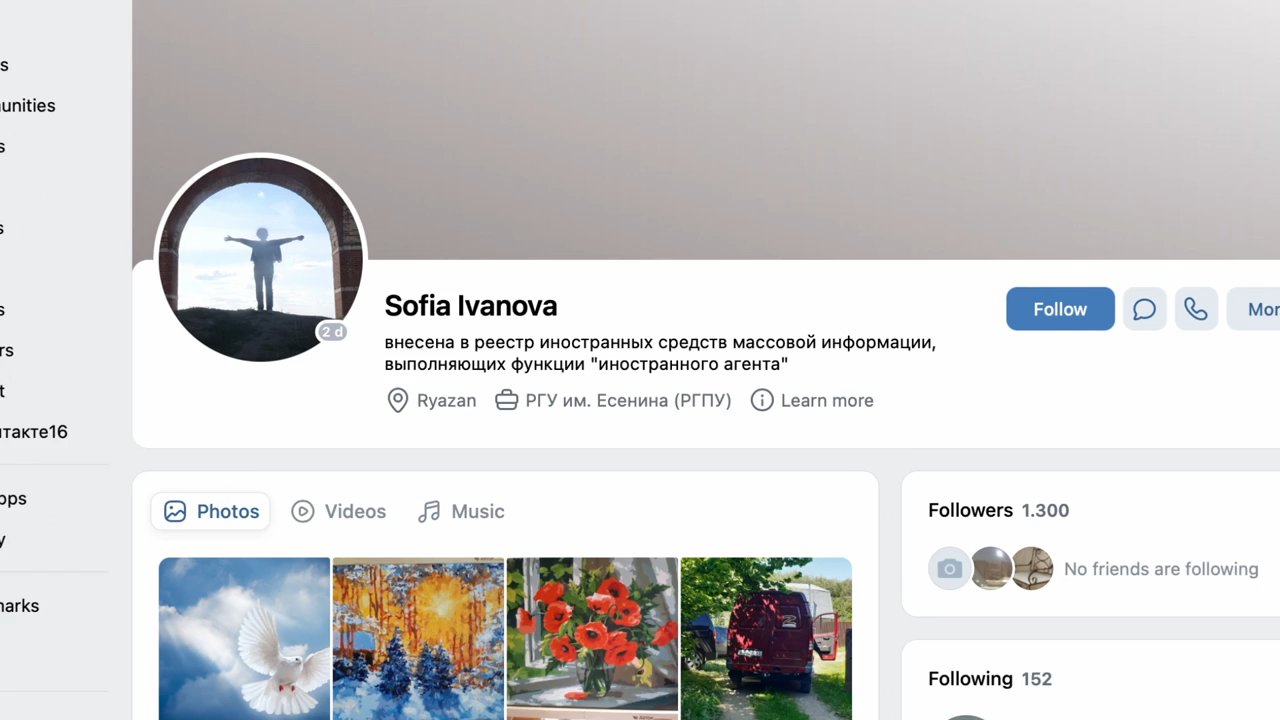 s
unities
s
s
s
rs
t
нтакте16
pps
y
narks
2 d
Sofia Ivanova
внесена в реестр иностранных средств массовой информации,
выполняющих функции "иностранного агента"
Ryazan РГУ им. Есенина (РГПУ) Learn more
Follow
Mor
Photos Videos Music
Followers 1.300
No friends are following
Following 152